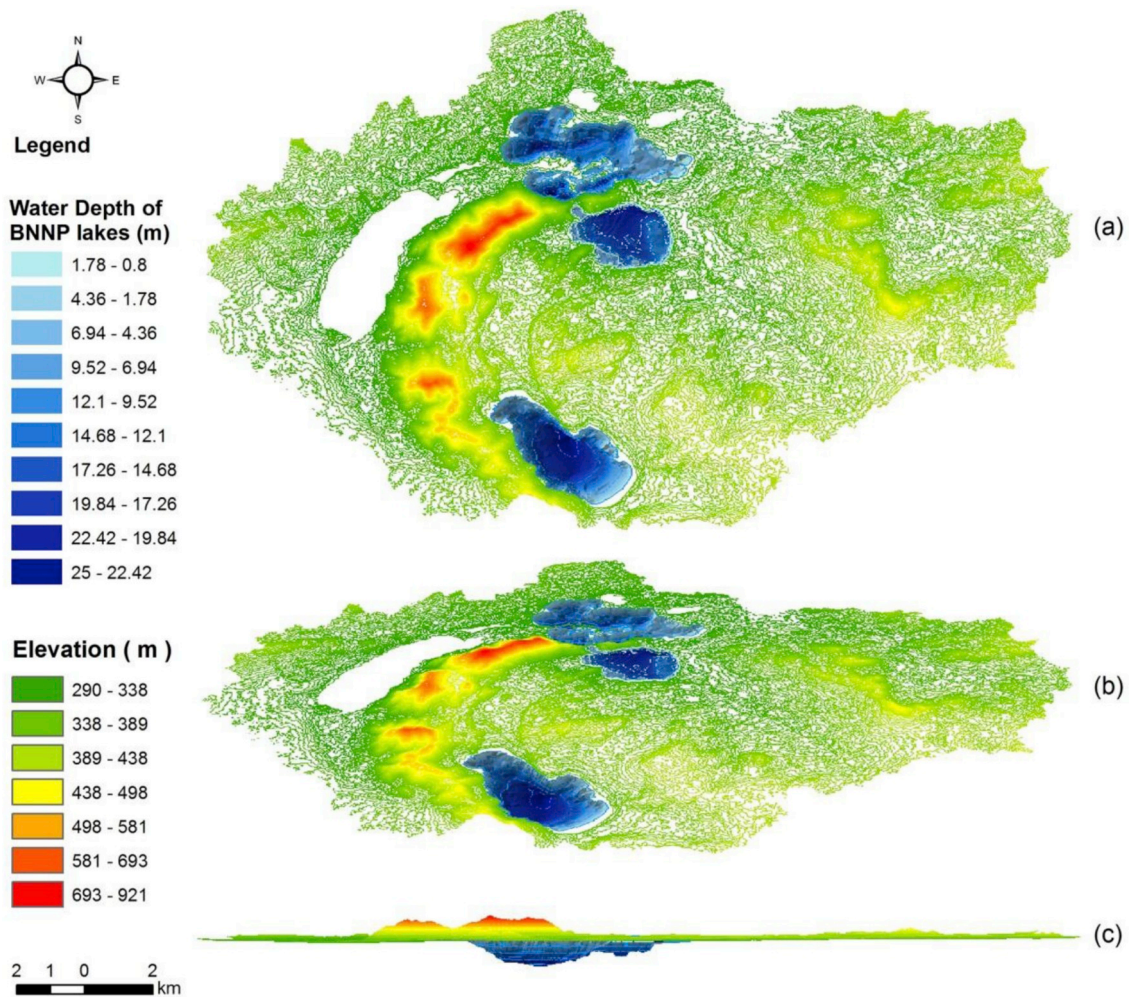 N
W E
S
Legend
Water Depth of
BNNP lakes (m)
1.78 - 0.8
4.36 - 1.78
6.94 - 4.36
9.52 - 6.94
12.1 - 9.52
14.68 - 12.1
17.26 - 14.68
19.84 - 17.26
22.42 - 19.84
25 - 22.42
(a)
Elevation ( m )
290 - 338
338 - 389
389 - 438
438 - 498
498 - 581
581 - 693
693 - 921
(b)
(c)
2 1 0 2
km